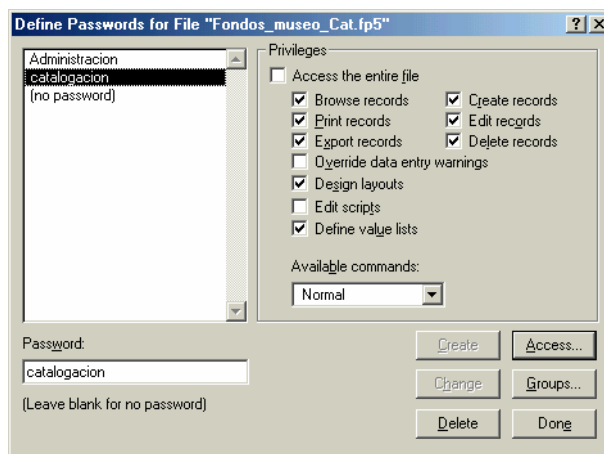 Define Passwords for File "Fondos_museo_Cat.fp5"
Administracion
catalogacion
(no password)
Privileges
Access the entire file
Browse records
Create records
Print records
Edit records
Export records
Delete records
Override data entry warnings
Design layouts
Edit scripts
Define value lists
Available commands:
Normal
Password:
catalogacion
(Leave blank for no password)
Create
Access...
Change
Groups...
Delete
Done